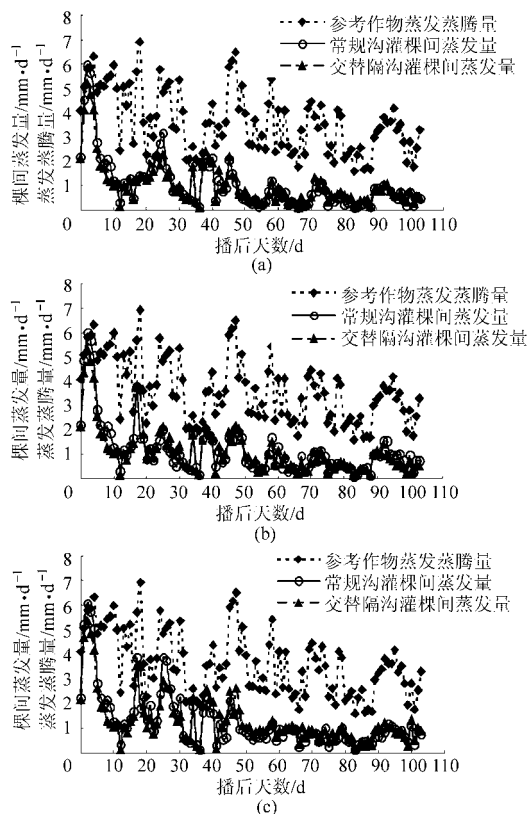 8
7
6
5
4
3
2
1
0 10 20 30 40 50 60 70 80 90 100 110
棵间蒸发量/mm·d⁻¹
蒸发蒸腾量/mm·d⁻¹
参考作物蒸发蒸腾量
常规沟灌棵间蒸发量
交替隔沟灌棵间蒸发量
播后天数/d
(a)
8
7
6
5
4
3
2
1
0 10 20 30 40 50 60 70 80 90 100 110
棵间蒸发量/mm·d⁻¹
蒸发蒸腾量/mm·d⁻¹
参考作物蒸发蒸腾量
常规沟灌棵间蒸发量
交替隔沟灌棵间蒸发量
播后天数/d
(b)
8
7
6
5
4
3
2
1
0 10 20 30 40 50 60 70 80 90 100 110
棵间蒸发量/mm·d⁻¹
蒸发蒸腾量/mm·d⁻¹
参考作物蒸发蒸腾量
常规沟灌棵间蒸发量
交替隔沟灌棵间蒸发量
播后天数/d
(c)